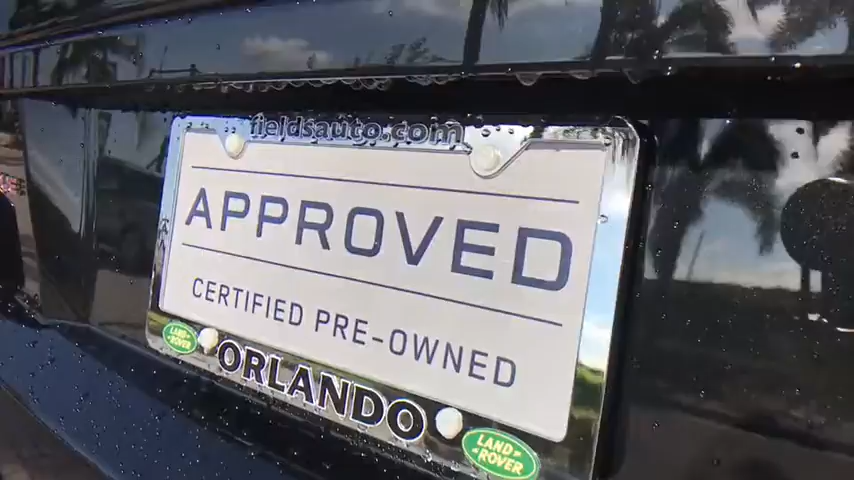 fieldsauto.com
APPROVED
CERTIFIED PRE-OWNED
LAND
ROVER
ORLANDO
LAND
ROVER